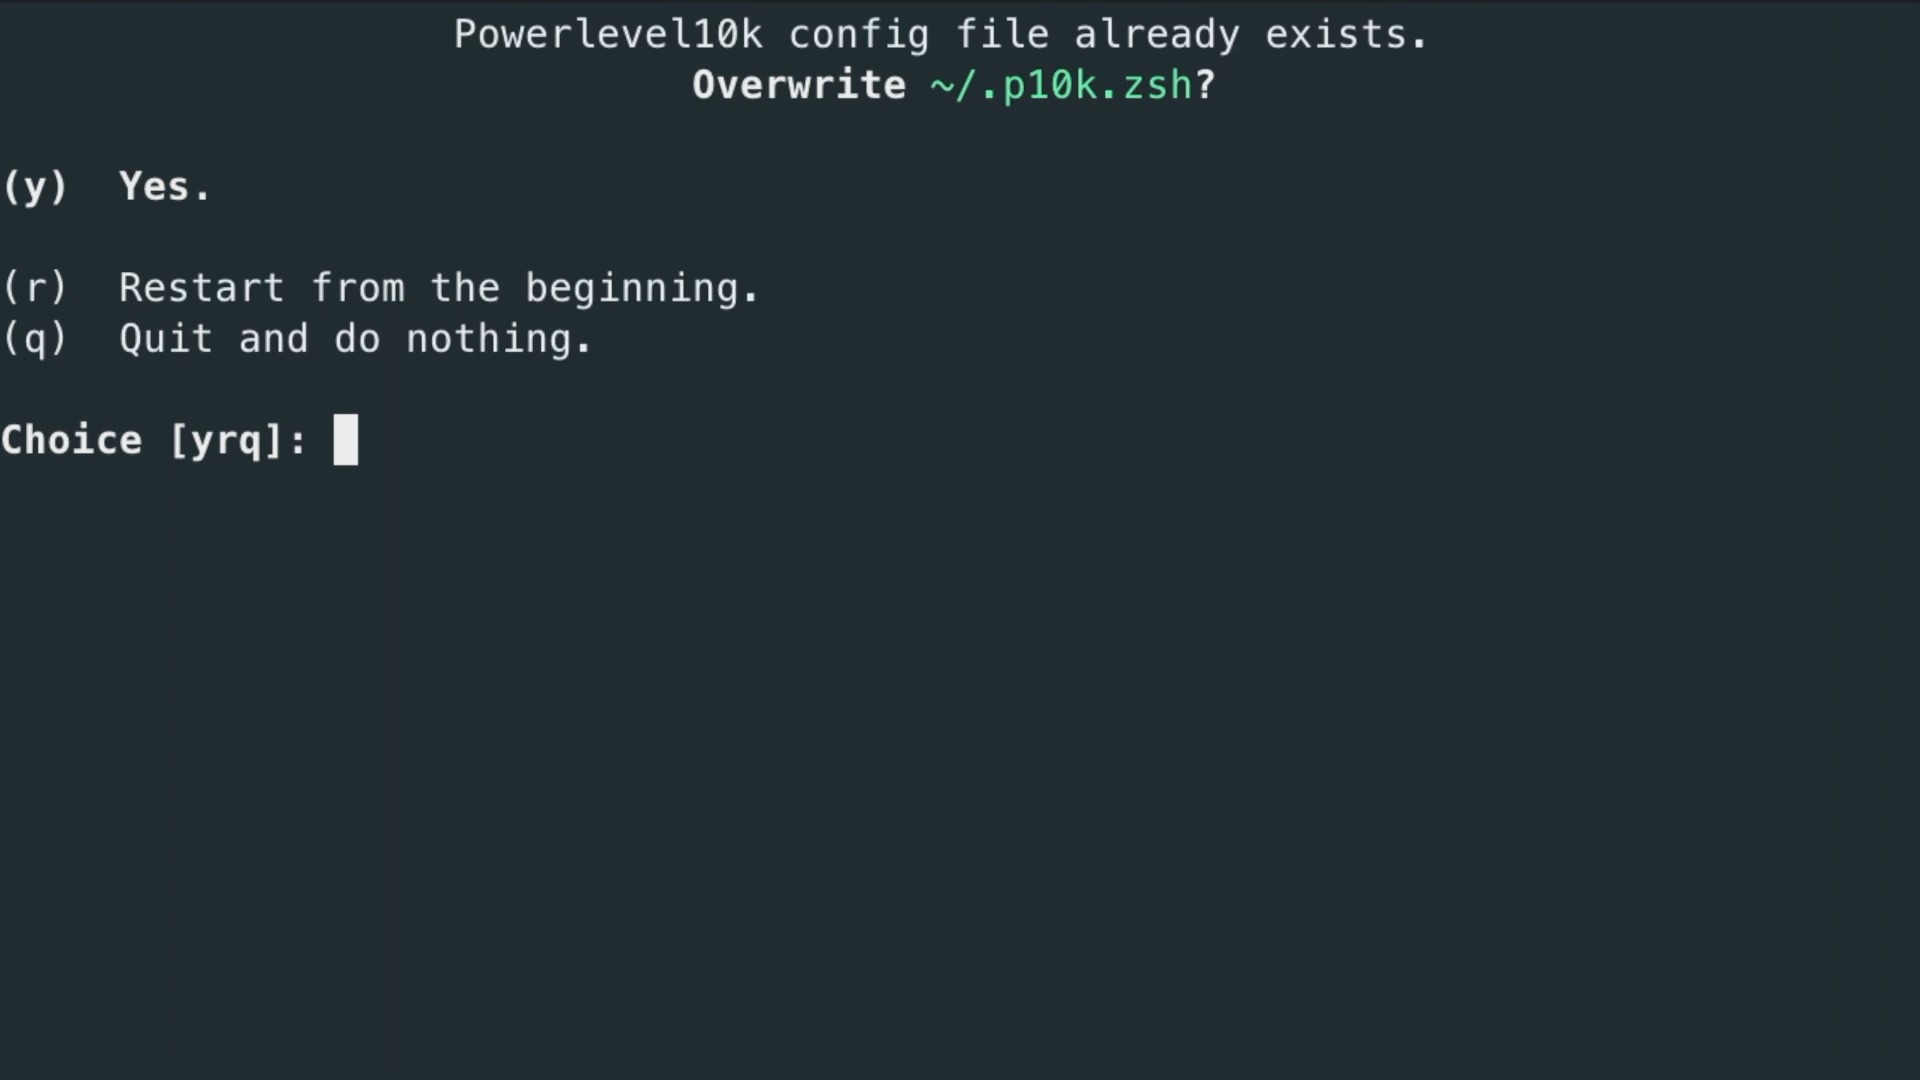 Powerlevel10k config file already exists.
Overwrite ~/.p10k.zsh?
(y) Yes.
(r) Restart from the beginning.
(q) Quit and do nothing.
Choice [yrq]: